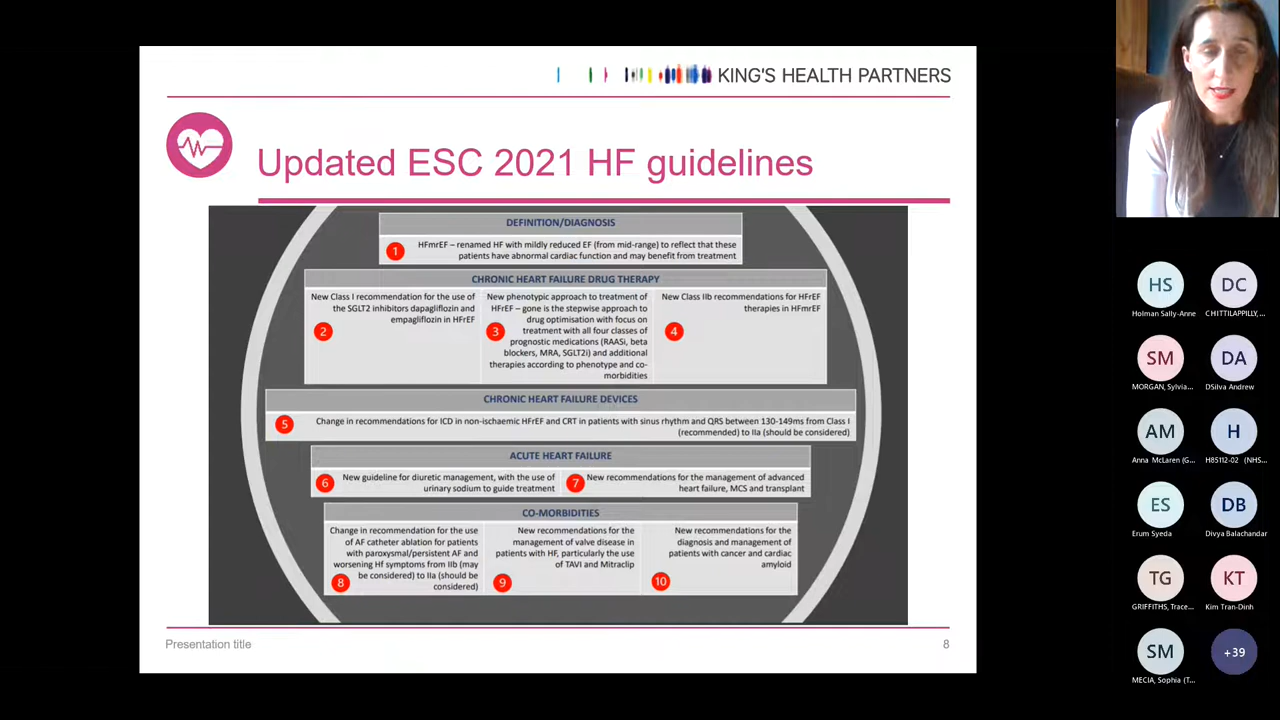 KING'S HEALTH PARTNERS
Updated ESC 2021 HF guidelines
DEFINITION/DIAGNOSIS
1
HFmrEF – renamed HF with mildly reduced EF (from mid-range) to reflect that these
patients have abnormal cardiac function and may benefit from treatment
CHRONIC HEART FAILURE DRUG THERAPY
New Class I recommendation for the use of
the SGLT2 inhibitors dapagliflozin and
empagliflozin in HFrEF
2
New phenotypic approach to treatment of
HFrEF – gone is the stepwise approach to
drug optimisation with focus on
treatment with all four classes of
prognostic medications (RAASi, beta
blockers, MRA, SGLT2i) and additional
therapies according to phenotype and co-
morbidities
3
New Class IIb recommendations for HFrEF
therapies in HFmrEF
4
CHRONIC HEART FAILURE DEVICES
5
Change in recommendations for ICD in non-ischaemic HFrEF and CRT in patients with sinus rhythm and QRS between 130-149ms from Class I
(recommended) to IIa (should be considered)
ACUTE HEART FAILURE
6
New guideline for diuretic management, with the use of
urinary sodium to guide treatment
7
New recommendations for the management of advanced
heart failure, MCS and transplant
CO-MORBIDITIES
Change in recommendation for the use
of AF catheter ablation for patients
with paroxysmal/persistent AF and
worsening Hf symptoms from IIb (may
be considered) to IIa (should be
considered)
8
New recommendations for the
management of valve disease in
patients with HF, particularly the use
of TAVI and Mitraclip
9
New recommendations for the
diagnosis and management of
patients with cancer and cardiac
amyloid
10
Presentation title
8
HS
Holman Sally-Anne
DC
CHITTILAPPILLY,...
SM
MORGAN, Sylvia...
DA
DSilva Andrew
AM
Anna McLaren (G...
H
H85112-02 (NHS...
ES
Erum Syeda
DB
Divya Balachandar
TG
GRIFFITHS, Trace...
KT
Kim Tran-Dinh
SM
MECIA, Sophia (T...
+39